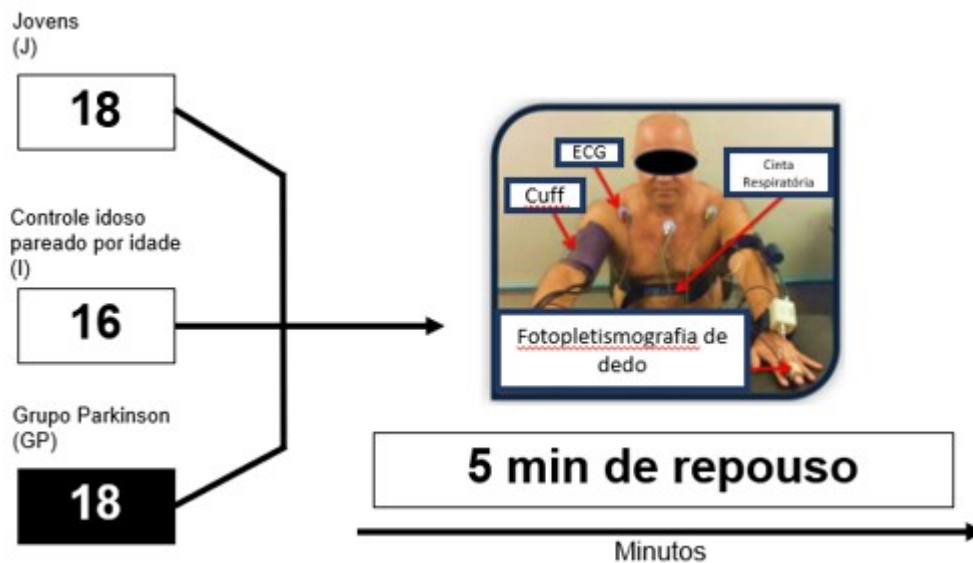 Jovens
(J)
18
Controle idoso
pareado por idade
(I)
16
Grupo Parkinson
(GP)
18
ECG
Cuff
Cinta
Respiratória
Fotopletismografia de
dedo
5 min de repouso
Minutos